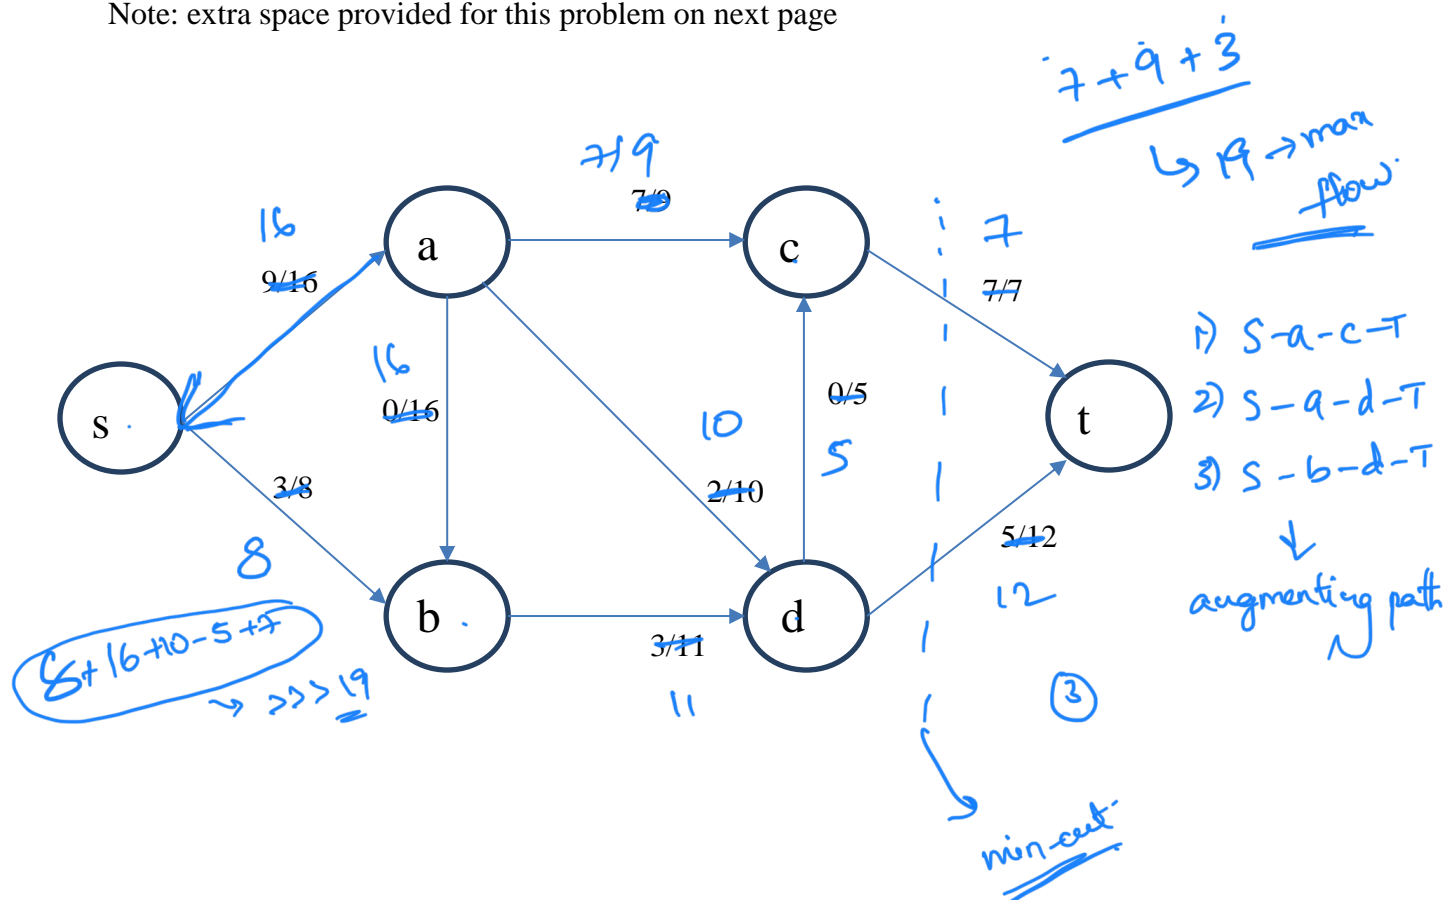 Note: extra space provided for this problem on next page
7+9+3
↳ 19 → max
flow
7/9
7/9
16
9/16
a
c
7
7/7
16
0/16
0/5
5
10
2/10
s
t
1) S-a-c-T
2) S-a-d-T
3) S-b-d-T
↓
augmenting path
3/8
8
5/12
12
b
d
3/11
11
8+16+10-5+7
→ >>> 19
3
min-cut